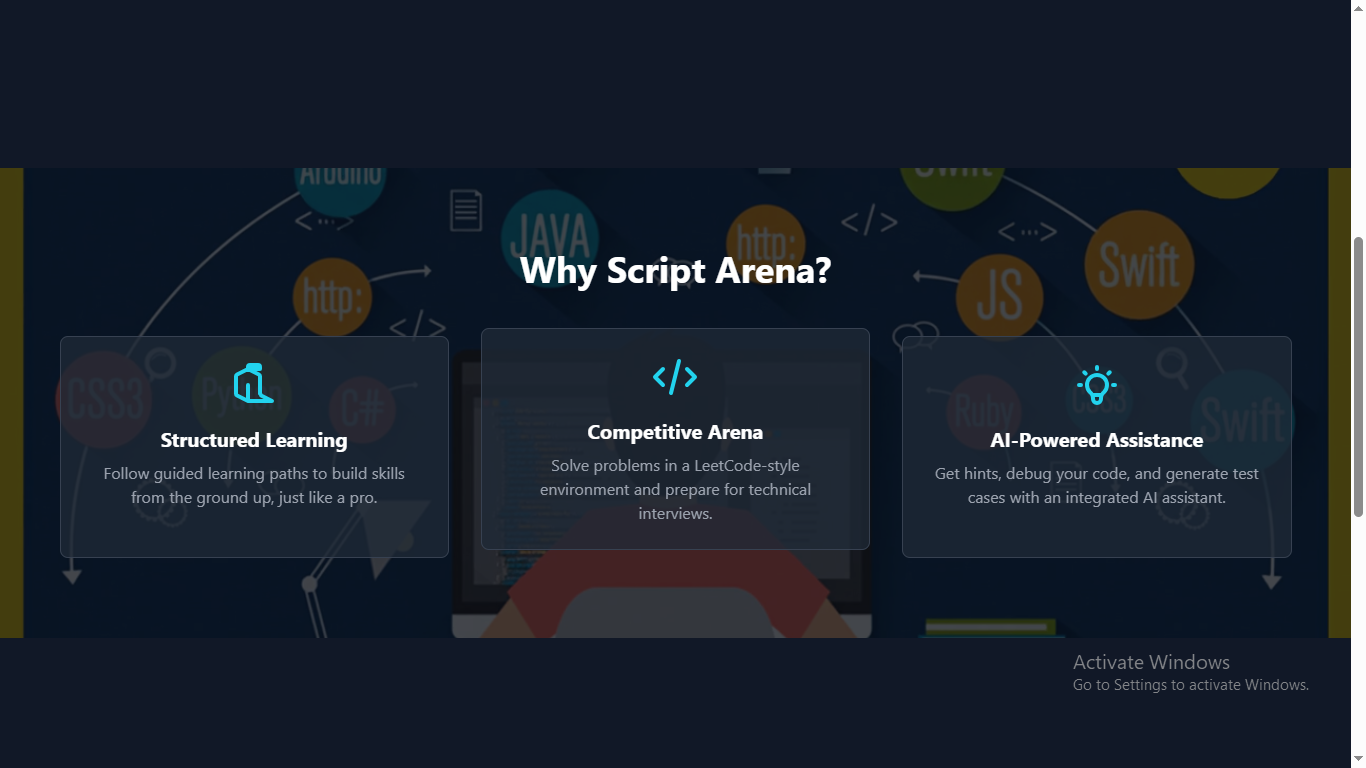 Arduino
Swift
JAVA
http:
</>
<...>
<...>
Why Script Arena?
Swift
http:
JS
</>
CSS3
Python
C#
</>
Ruby
CSS3
Swift
Structured Learning
Competitive Arena
AI-Powered Assistance
Follow guided learning paths to build skills
from the ground up, just like a pro.
Solve problems in a LeetCode-style
environment and prepare for technical
interviews.
Get hints, debug your code, and generate test
cases with an integrated AI assistant.
Activate Windows
Go to Settings to activate Windows.